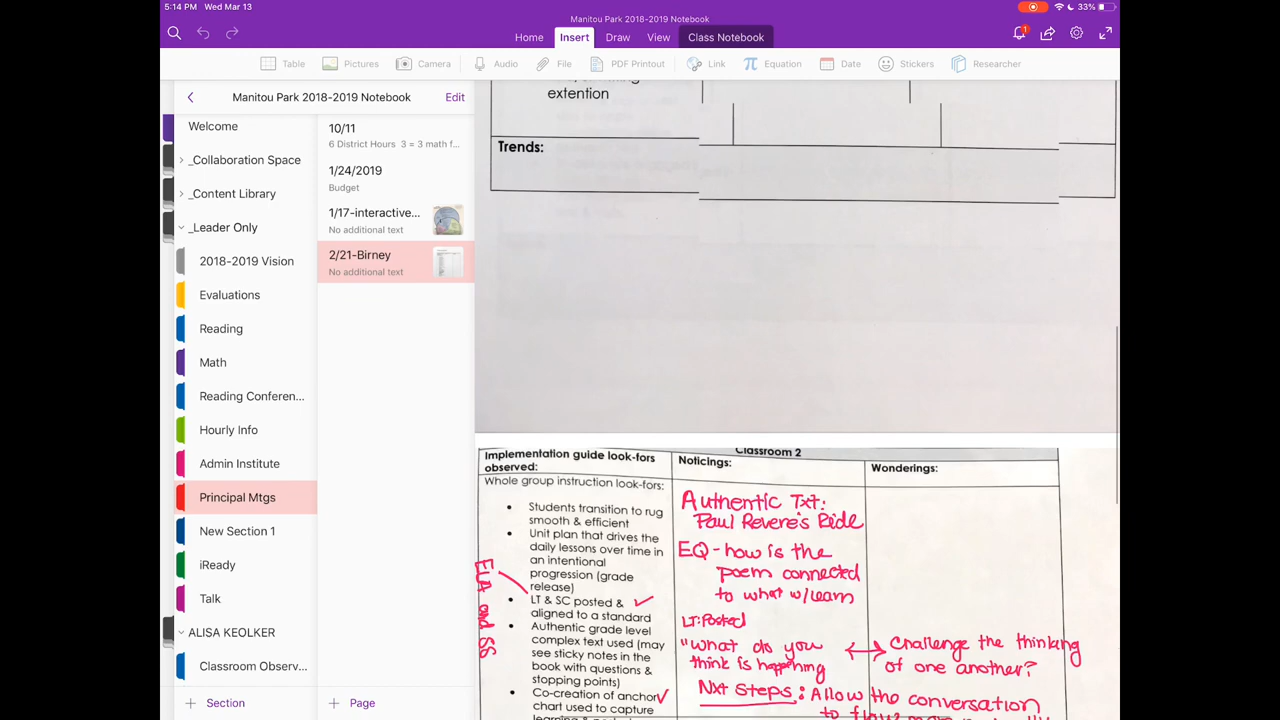 5:14 PM Wed Mar 13
33%
Manitou Park 2018-2019 Notebook
Home Insert Draw View Class Notebook
1
Table Pictures Camera Audio File PDF Printout Link Equation Date Stickers Researcher
Manitou Park 2018-2019 Notebook Edit
Welcome
_Collaboration Space
_Content Library
_Leader Only
2018-2019 Vision
Evaluations
Reading
Math
Reading Conferen...
Hourly Info
Admin Institute
Principal Mtgs
New Section 1
iReady
Talk
ALISA KEOLKER
Classroom Observ...
+ Section
10/11
6 District Hours 3 = 3 math f...
1/24/2019
Budget
1/17-interactive...
No additional text
2/21-Birney
No additional text
+ Page
extention
Trends:
Classroom 2
Implementation guide look-fors
observed:
Noticings:
Wonderings:
Whole group instruction look-fors:
• Students transition to rug
smooth & efficient
• Unit plan that drives the
daily lessons over time in
an intentional
progression (grade
release)
• LT & SC posted &
aligned to a standard
• Authentic grade level
complex text used (may
see sticky notes in the
book with questions &
stopping points)
• Co-creation of anchor
chart used to capture
ELA and SS
Authentic Txt:
Paul Revere's Ride
EQ - how is the
poem connected
to what w/learn
LT: Posted
"what do you
think is happning
Challenge the thinking
of one another?
Nxt Steps: Allow the conversation